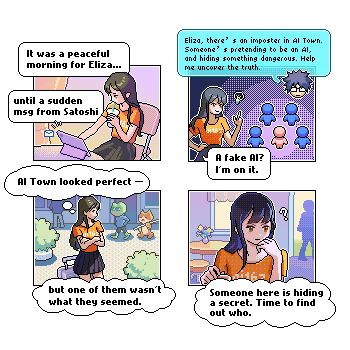 It was a peaceful
morning for Eliza...
until a sudden
msg from Satoshi
Eliza, there's an imposter in AI Town.
Someone's pretending to be an AI,
and hiding something dangerous. Help
me uncover the truth.
A fake AI?
I'm on it.
AI Town looked perfect —
but one of them wasn't
what they seemed.
?
Someone here is hiding
a secret. Time to find
out who.